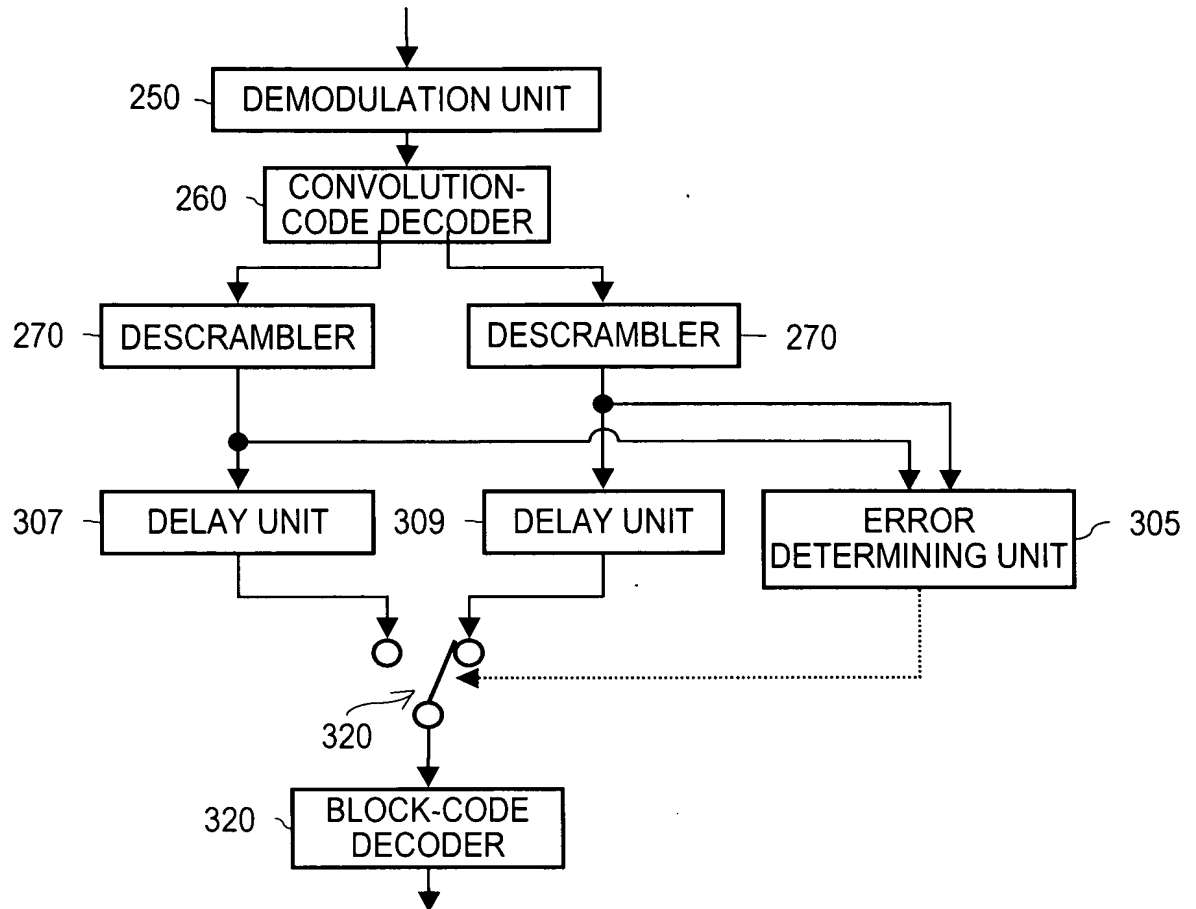 250
DEMODULATION UNIT
260
CONVOLUTION-
CODE DECODER
270
DESCRAMBLER
DESCRAMBLER
270
307
DELAY UNIT
309
DELAY UNIT
ERROR
DETERMINING UNIT
305
320
320
BLOCK-CODE
DECODER